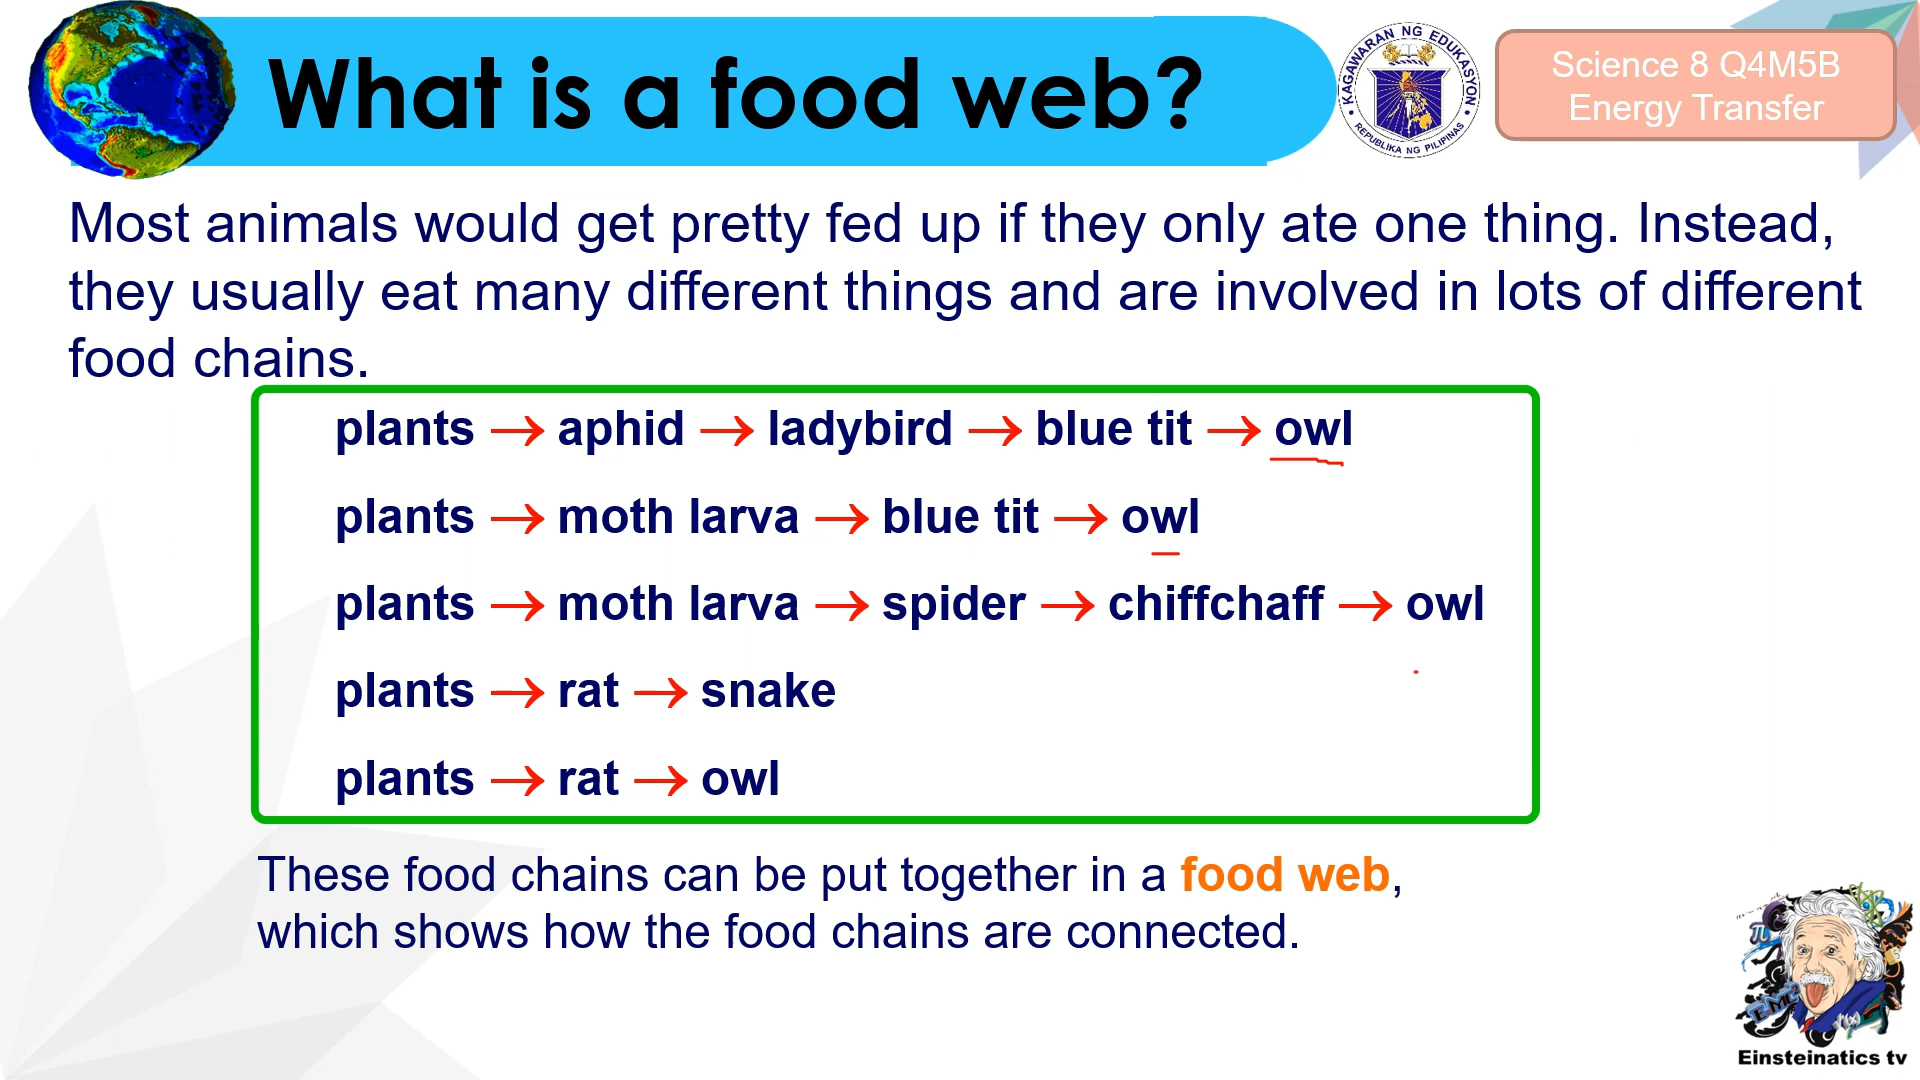 What is a food web?
KAGAWARAN NG EDUKASYON
REPUBLIKA NG PILIPINAS
Science 8 Q4M5B
Energy Transfer
Most animals would get pretty fed up if they only ate one thing. Instead,
they usually eat many different things and are involved in lots of different
food chains.
plants → aphid → ladybird → blue tit → owl
plants → moth larva → blue tit → owl
plants → moth larva → spider → chiffchaff → owl
plants → rat → snake
plants → rat → owl
These food chains can be put together in a food web,
which shows how the food chains are connected.
π
E=MC²
Einsteinatics tv